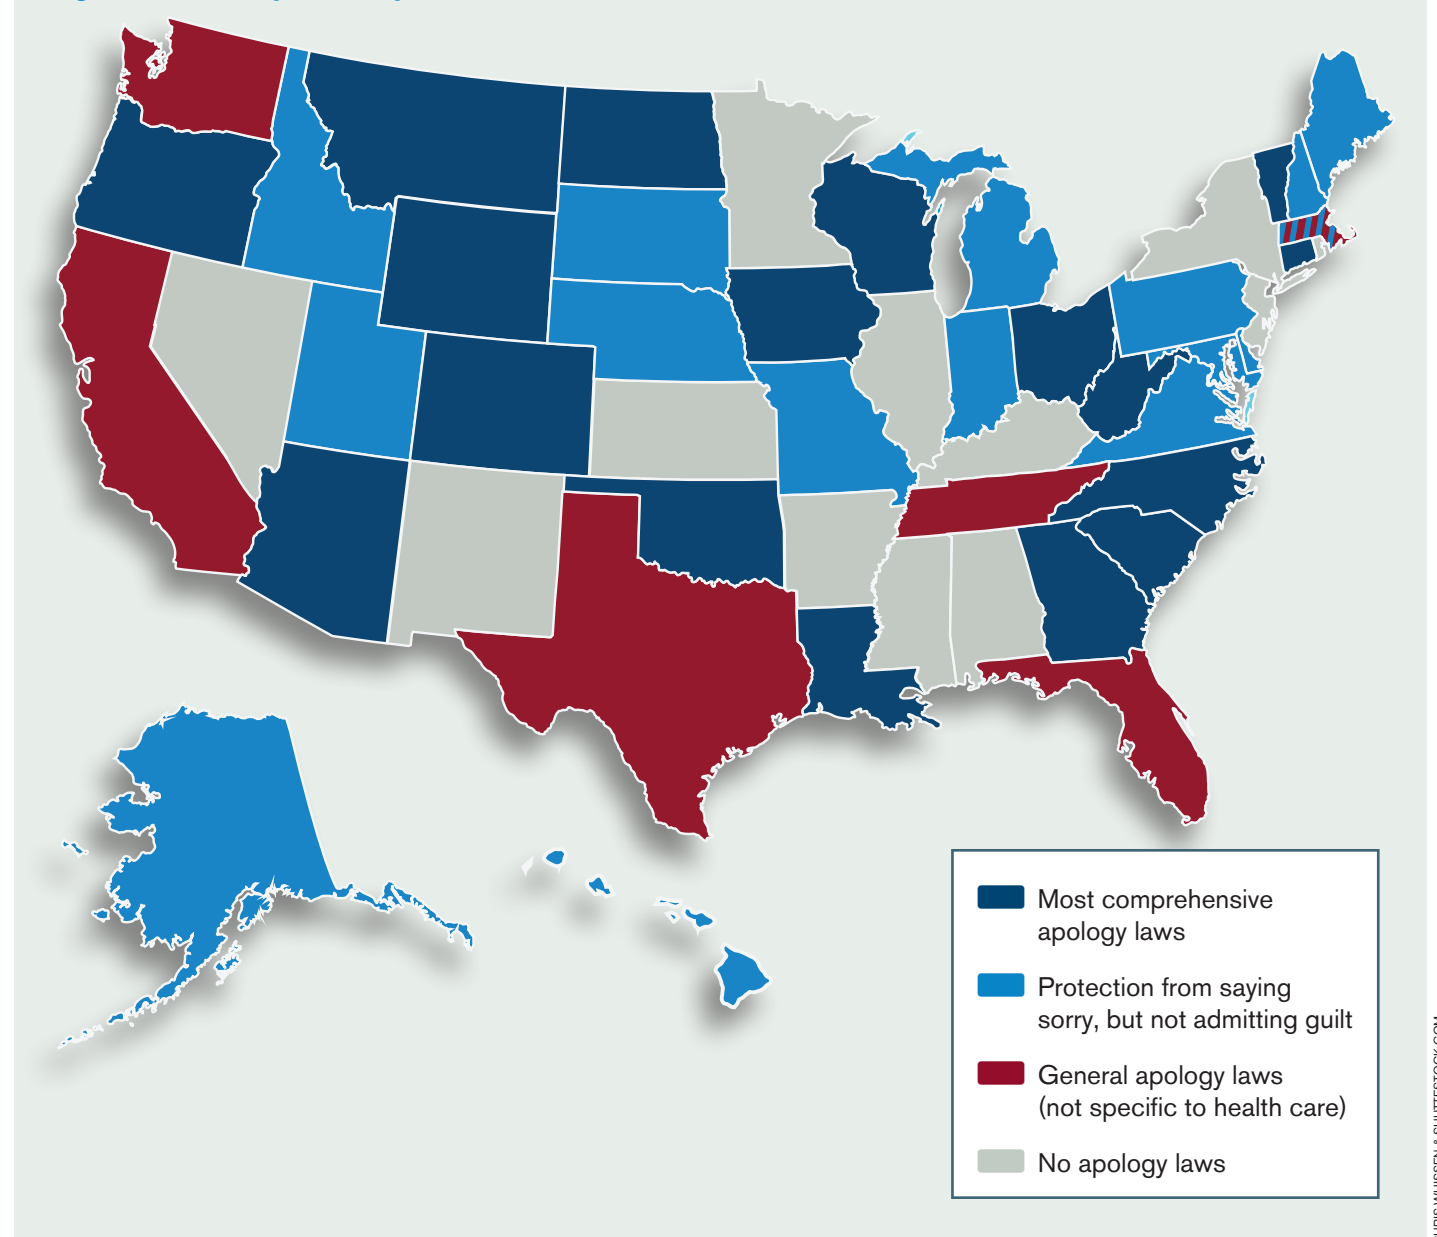 Most comprehensive
apology laws
Protection from saying
sorry, but not admitting guilt
General apology laws
(not specific to health care)
No apology laws
N